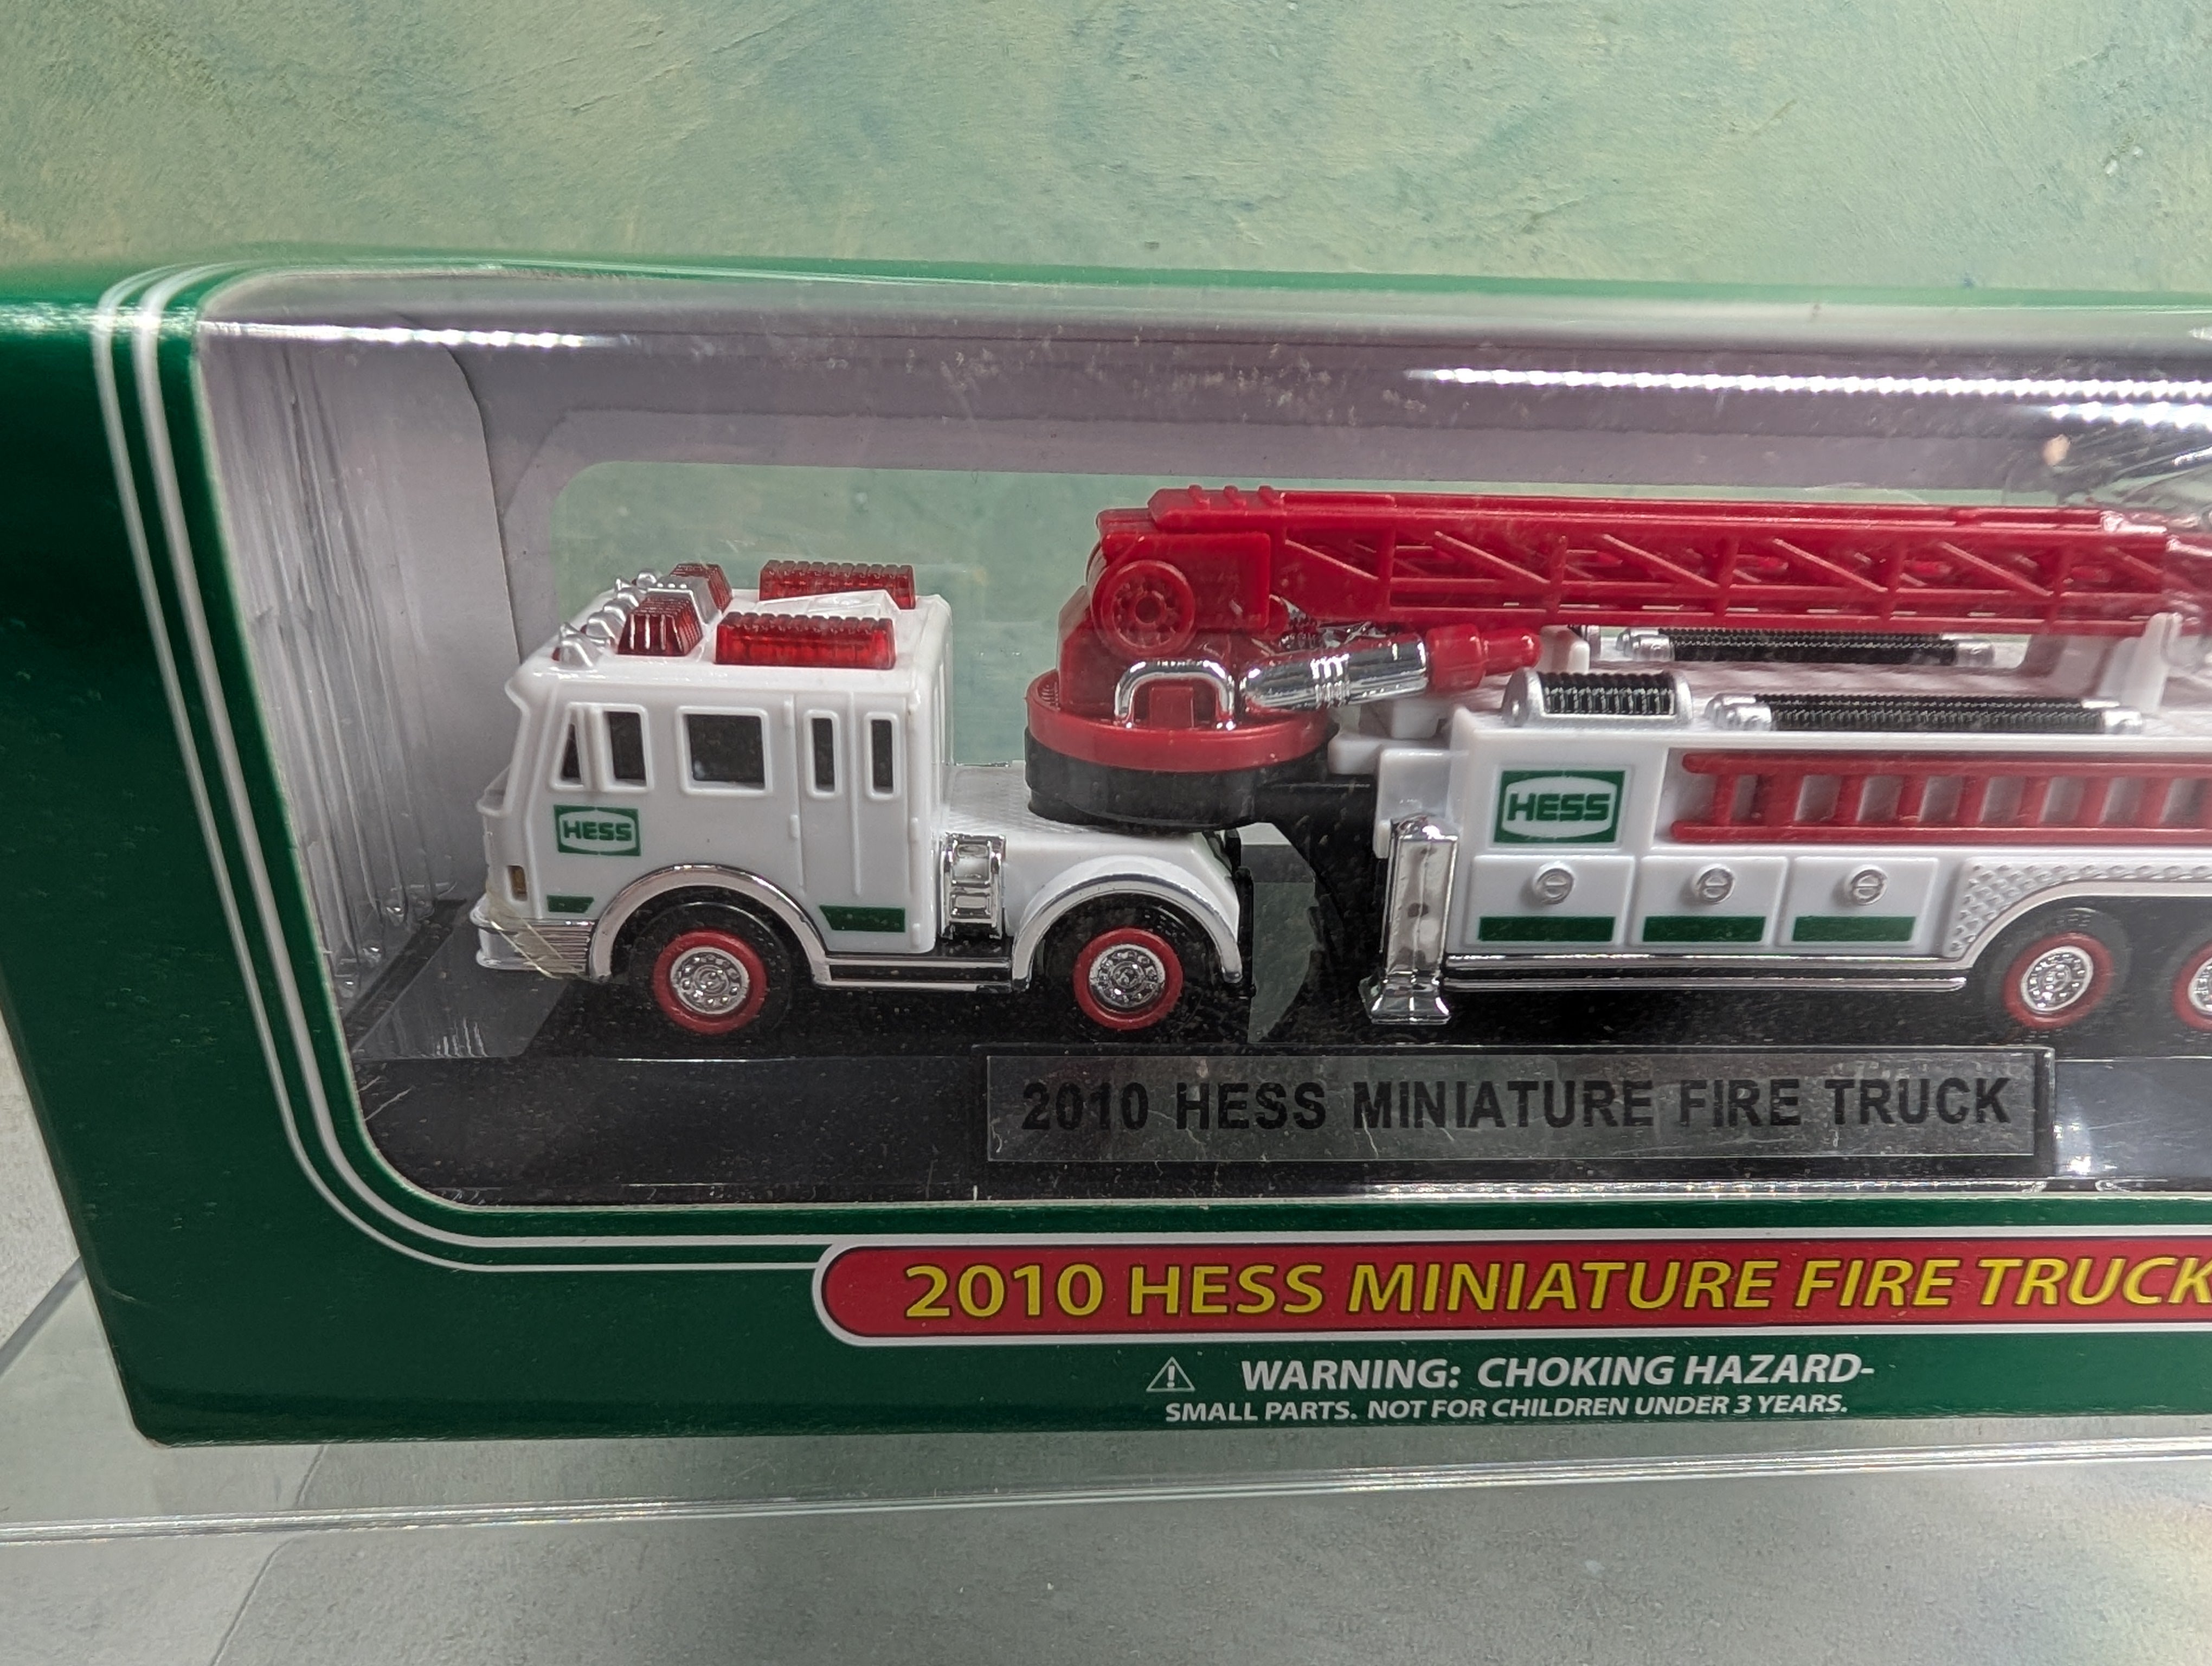 HESS
HESS
2010 HESS MINIATURE FIRE TRUCK
2010 HESS MINIATURE FIRE TRUCK
WARNING: CHOKING HAZARD-
SMALL PARTS. NOT FOR CHILDREN UNDER 3 YEARS.